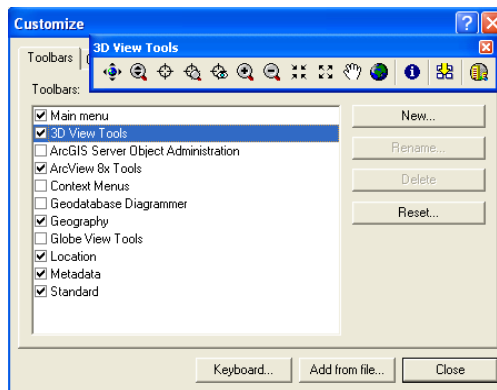 Customize
3D View Tools
Toolbars
Toolbars:
Main menu
3D View Tools
ArcGIS Server Object Administration
ArcView 8x Tools
Context Menus
Geodatabase Diagrammer
Geography
Globe View Tools
Location
Metadata
Standard
New...
Rename...
Delete
Reset...
Keyboard...
Add from file...
Close